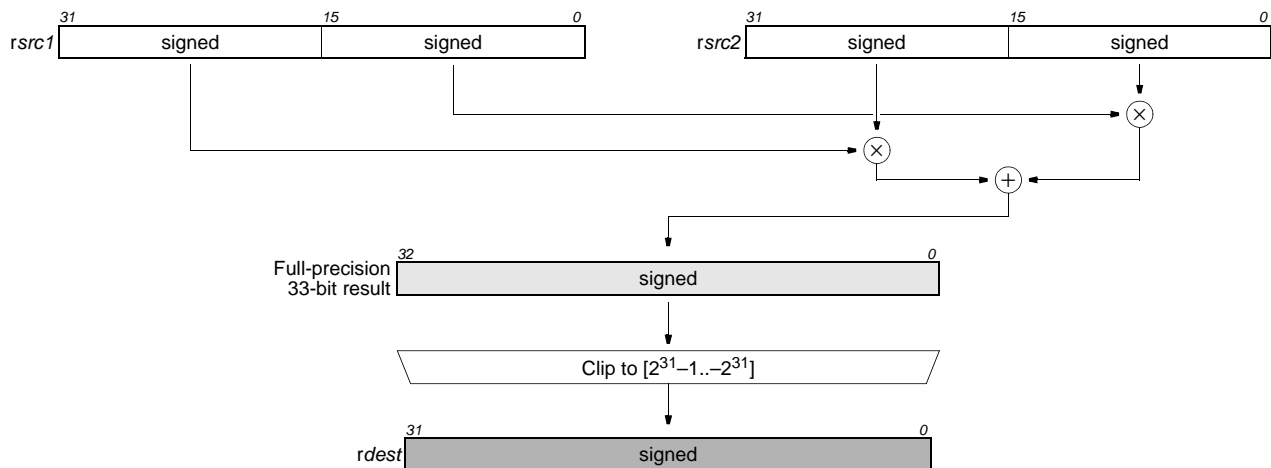 31 15 0 31 15 0
rsrc1 signed signed rsrc2 signed signed
× 
×
+
32 0
Full-precision
33-bit result signed
Clip to [2³¹–1..–2³¹]
31 0
rdest signed